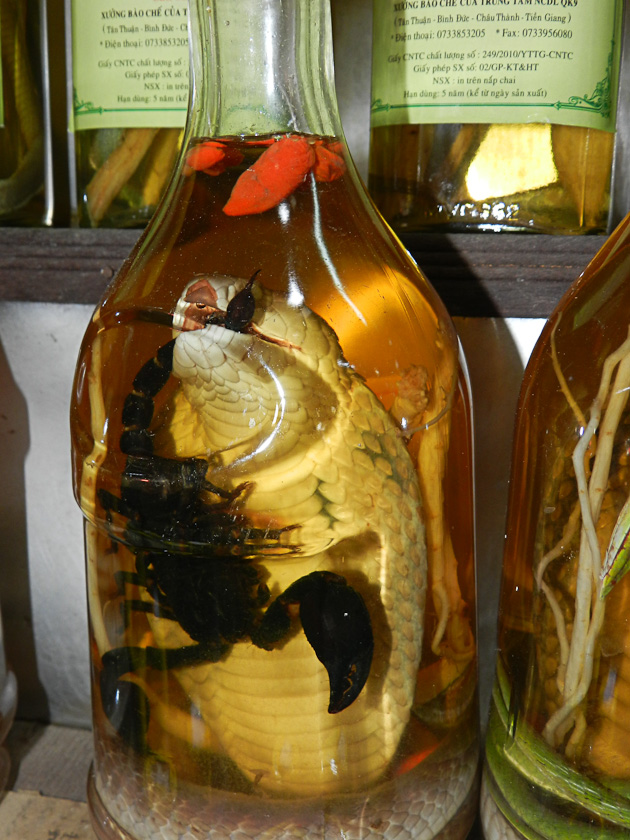 XƯỞNG BÀO CHẾ CỦA T
( Tân Thuận - Bình Đức - Châu
* Điện thoại: 0733853205
Giấy CNTC chất lượng số :
Giấy phép SX số: 0
NSX : in trên
Hạn dùng: 5 năm (kể
XƯỞNG BÀO CHẾ CỦA TRUNG TÂM NCDL QK9
( Tân Thuận - Bình Đức - Châu Thành - Tiền Giang )
* Điện thoại: 0733853205 * Fax: 0733956080
Giấy CNTC chất lượng số : 249/2010/YTTG-CNTC
Giấy phép SX số: 02/GP-KT&HT
NSX : in trên nắp chai
Hạn dùng: 5 năm (kể từ ngày sản xuất)